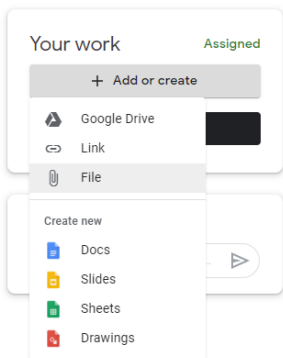 Your work
Assigned
+ Add or create
Google Drive
Link
File
Create new
Docs
Slides
Sheets
Drawings